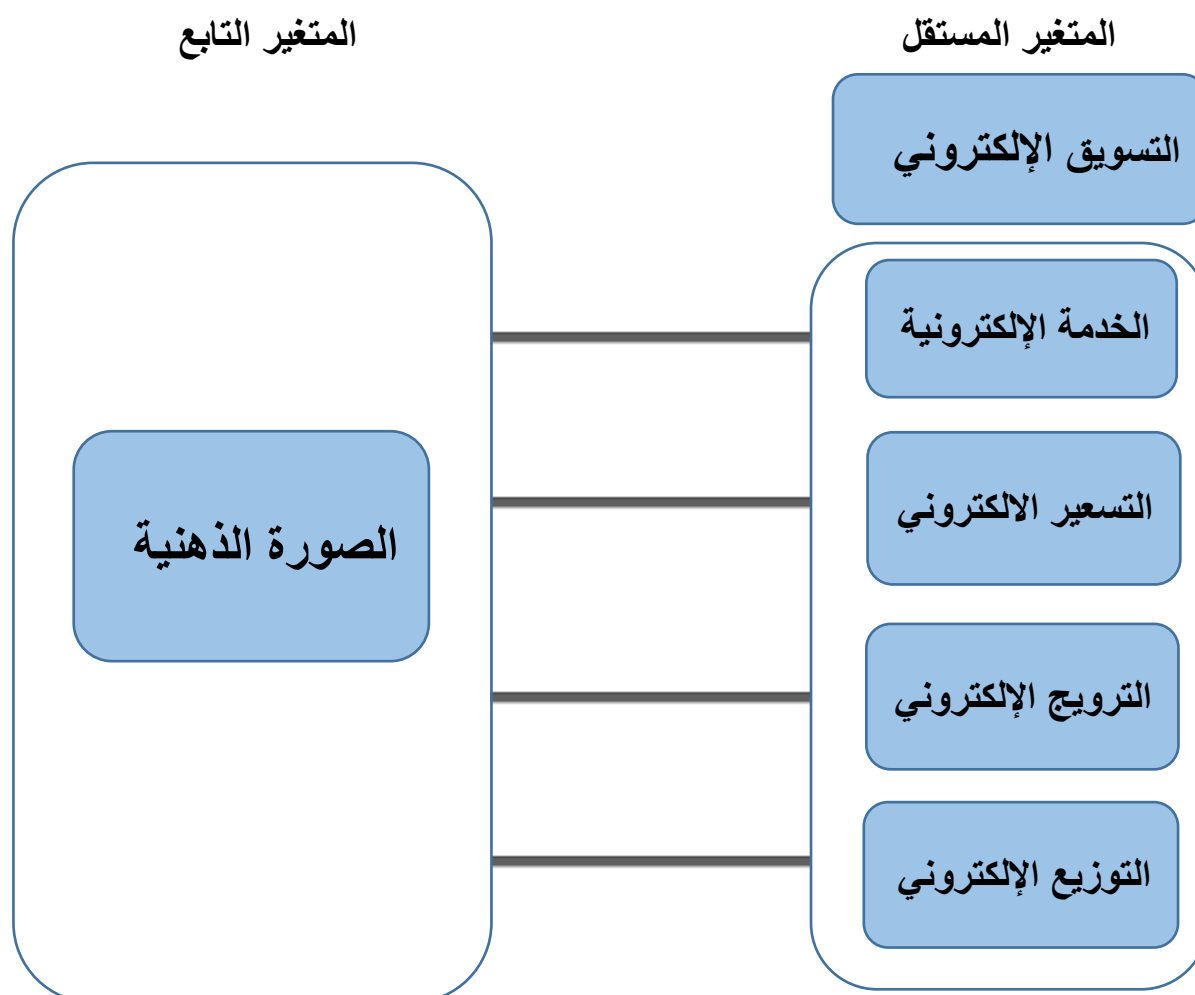 المتغير المستقل
المتغير التابع
التسويق الإلكتروني
الخدمة الإلكترونية
التسعير الالكتروني
الترويج الإلكتروني
التوزيع الإلكتروني
الصورة الذهنية